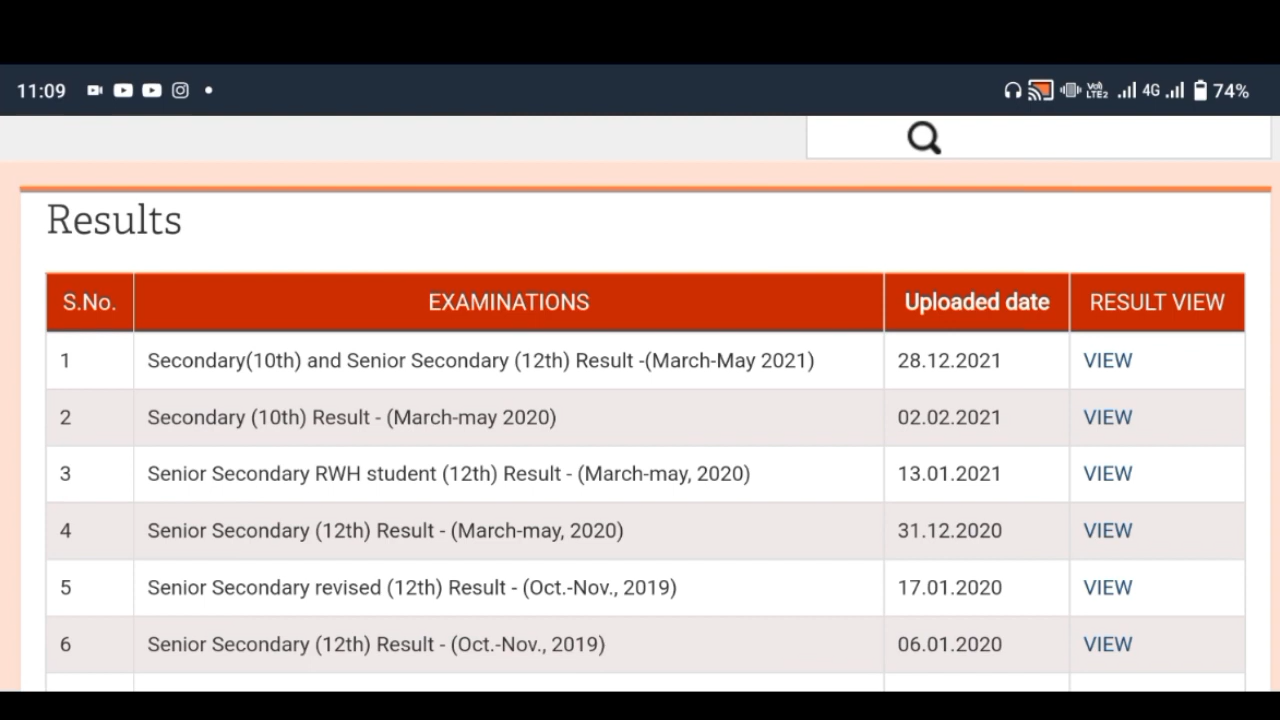 11:09 VoI) LTE2 4G 74%
Results
S.No. EXAMINATIONS Uploaded date RESULT VIEW
1 Secondary(10th) and Senior Secondary (12th) Result -(March-May 2021) 28.12.2021 VIEW
2 Secondary (10th) Result - (March-may 2020) 02.02.2021 VIEW
3 Senior Secondary RWH student (12th) Result - (March-may, 2020) 13.01.2021 VIEW
4 Senior Secondary (12th) Result - (March-may, 2020) 31.12.2020 VIEW
5 Senior Secondary revised (12th) Result - (Oct.-Nov., 2019) 17.01.2020 VIEW
6 Senior Secondary (12th) Result - (Oct.-Nov., 2019) 06.01.2020 VIEW